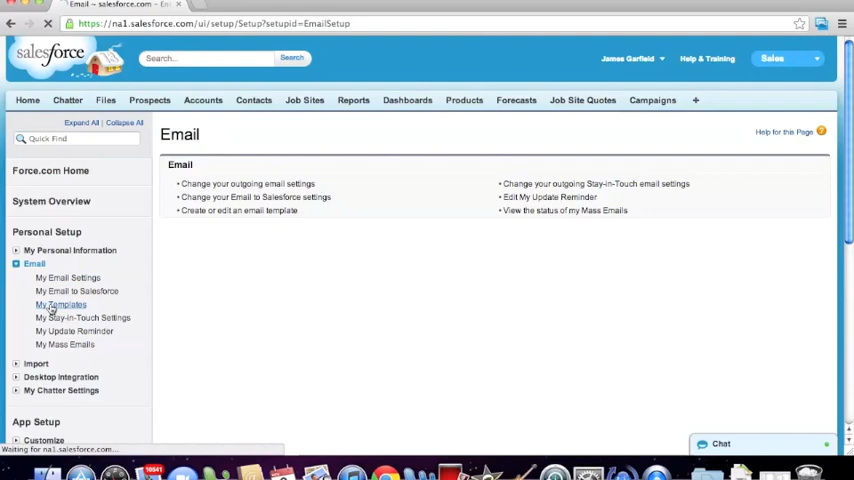 Email ~ salesforce.com ~ En
https://na1.salesforce.com/ui/setup/Setup?setupid=EmailSetup
salesforce
Search...
Search
James Garfield
Help & Training
Sales
Home
Chatter
Files
Prospects
Accounts
Contacts
Job Sites
Reports
Dashboards
Products
Forecasts
Job Site Quotes
Campaigns
+
Expand All | Collapse All
Quick Find
Force.com Home
System Overview
Personal Setup
My Personal Information
Email
My Email Settings
My Email to Salesforce
My Templates
My Stay-in-Touch Settings
My Update Reminder
My Mass Emails
Import
Desktop Integration
My Chatter Settings
App Setup
Customize
Email
Help for this Page ?
Email
• Change your outgoing email settings
• Change your Email to Salesforce settings
• Create or edit an email template
• Change your outgoing Stay-in-Touch email settings
• Edit My Update Reminder
• View the status of my Mass Emails
Waiting for na1.salesforce.com...
Chat
10541